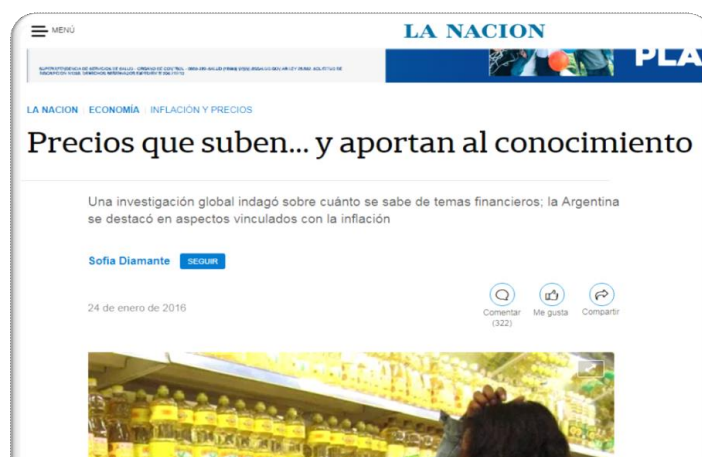 MENÚ
LA NACION
PLA
LA NACION ECONOMÍA INFLACIÓN Y PRECIOS
Precios que suben... y aportan al conocimiento
Una investigación global indagó sobre cuánto se sabe de temas financieros; la Argentina
se destacó en aspectos vinculados con la inflación
Sofía Diamante SEGUIR
24 de enero de 2016
Comentar Me gusta Compartir
(322)